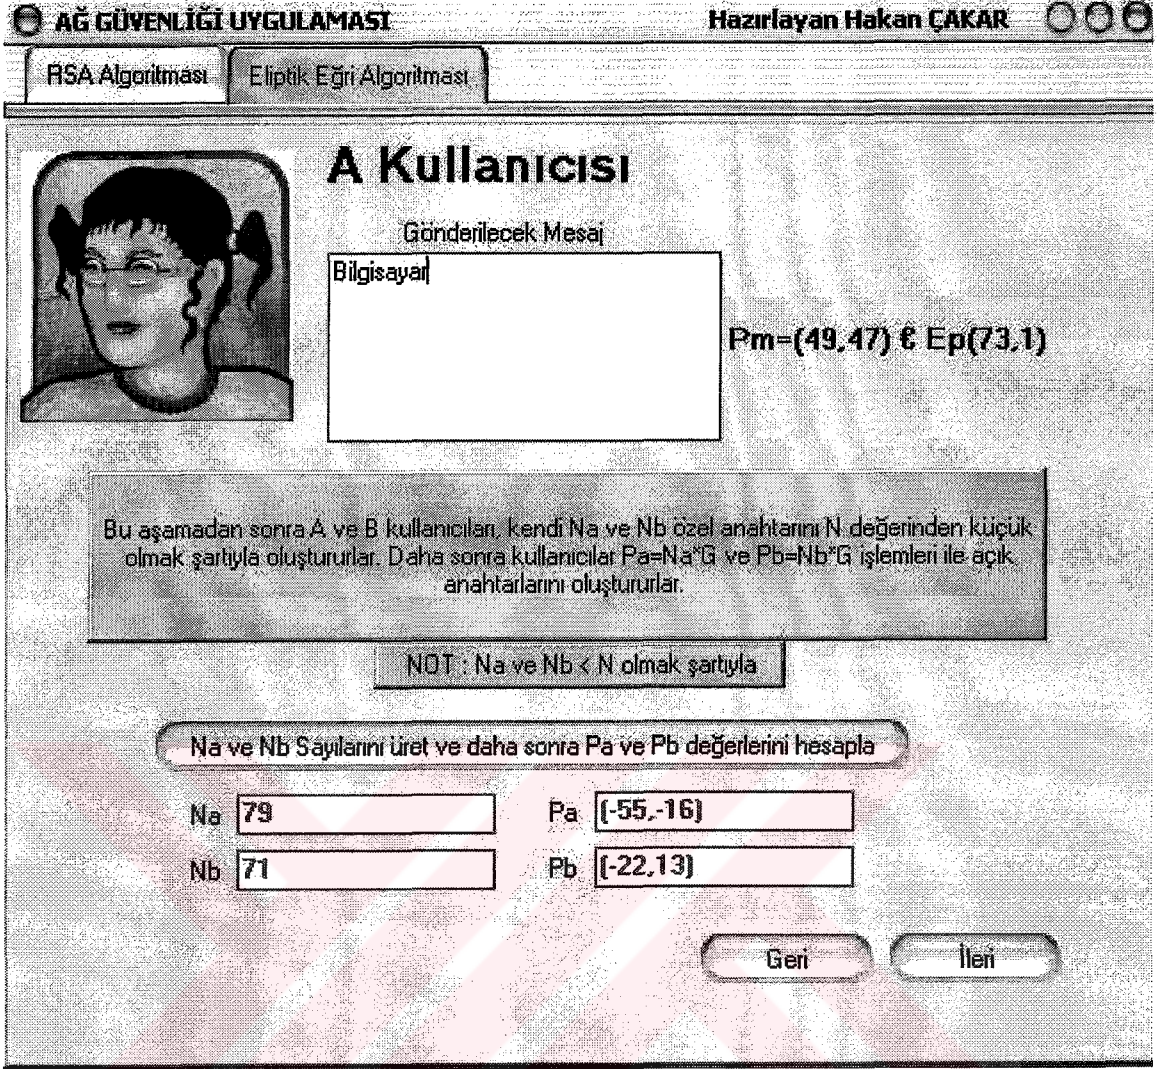 AĞ GÜVENLİĞİ UYGULAMASI Hazırlayan Hakan ÇAKAR
RSA Algoritması Eliptik Eğri Algoritması
A Kullanıcısı
Gönderilecek Mesaj
Bilgisayar
Pm=(49,47) € Ep(73,1)
Bu aşamadan sonra A ve B kullanıcıları, kendi Na ve Nb özel anahtarını N değerinden küçük
olmak şartıyla oluştururlar. Daha sonra kullanıcılar Pa=Na*G ve Pb=Nb*G işlemleri ile açık
anahtarlarını oluştururlar.
NOT : Na ve Nb < N olmak şartıyla
Na ve Nb Sayılarını üret ve daha sonra Pa ve Pb değerlerini hesapla
Na 79 Pa (-55,-16)
Nb 71 Pb (-22,13)
Geri İleri